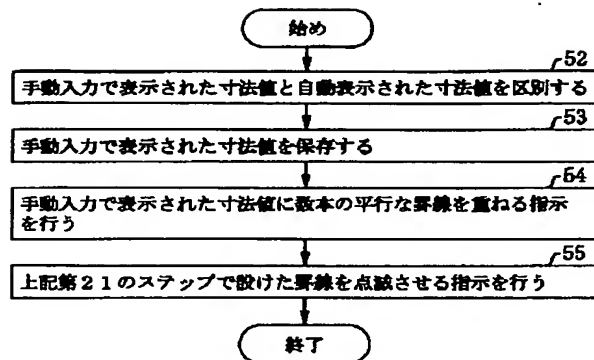 始め
52
手動入力で表示された寸法値と自動表示された寸法値を区別する
53
手動入力で表示された寸法値を保存する
54
手動入力で表示された寸法値に数本の平行な罫線を重ねる指示
を行う
55
上記第21のステップで設けた罫線を点滅させる指示を行う
終了